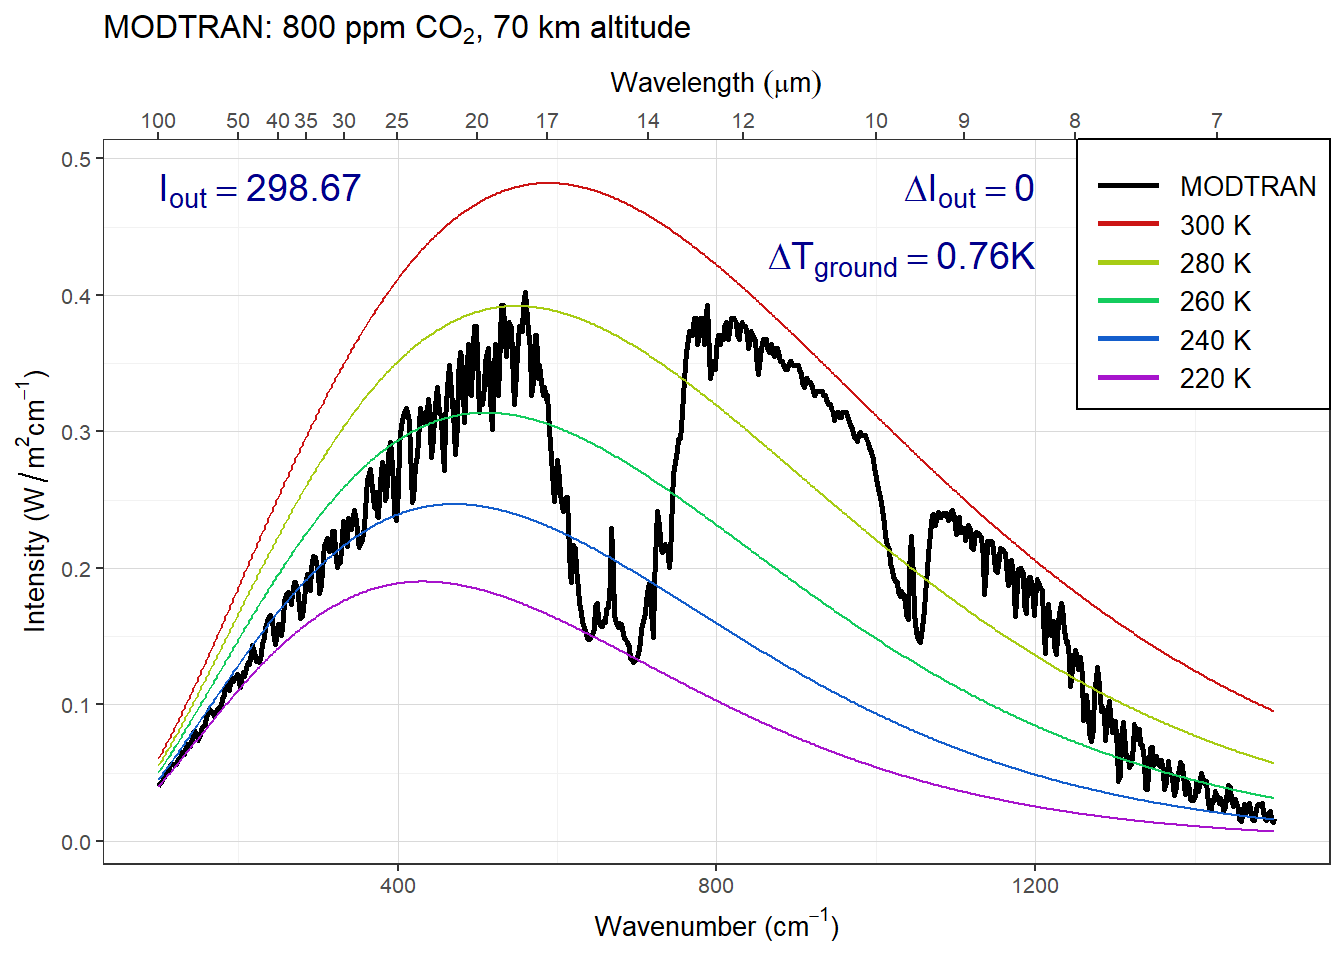 MODTRAN: 800 ppm CO₂, 70 km altitude
Wavelength (μm)
100 50 40 35 30 25 20 17 14 12 10 9 8 7
I_out = 298.67
ΔI_out = 0
ΔT_ground = 0.76K
MODTRAN
300 K
280 K
260 K
240 K
220 K
0.5
0.4
0.3
0.2
0.1
0.0
Intensity (W / m²cm⁻¹)
400 800 1200
Wavenumber (cm⁻¹)